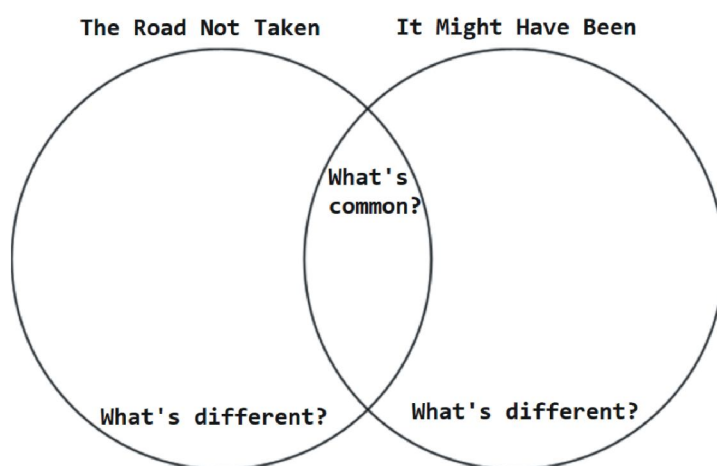 The Road Not Taken
It Might Have Been
What's
common?
What's different?
What's different?